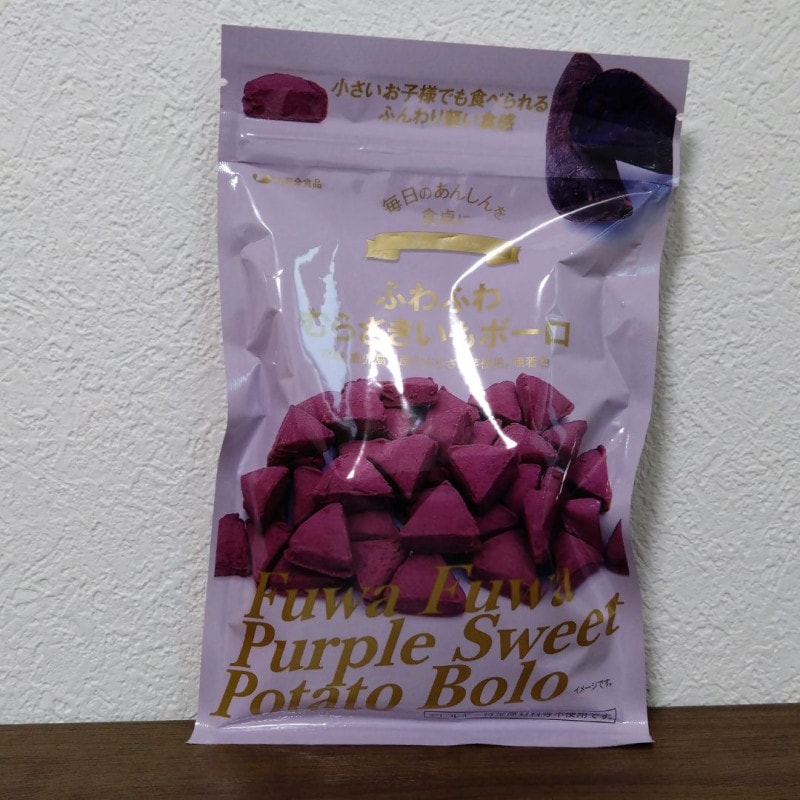 小さいお子様でも食べられる
ふんわり軽い食感
毎日のあんしんを
食卓に
ふわふわ
むらさきいもボーロ
Fuwa Fuwa
Purple Sweet
Potato Bolo
イメージです。